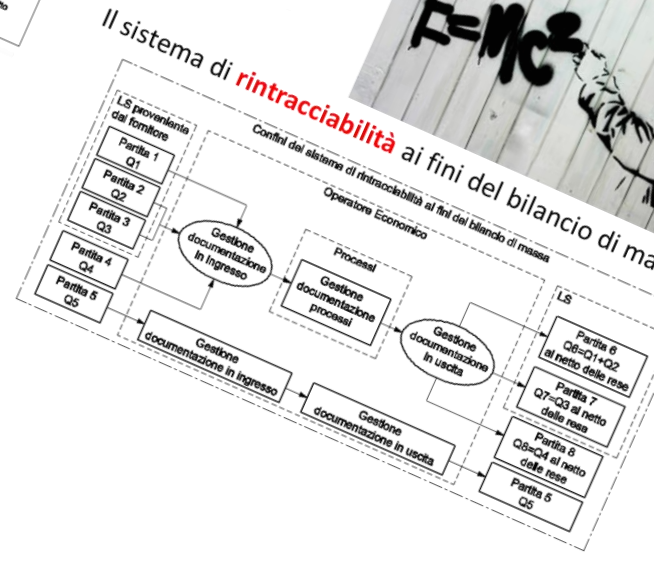 Il sistema di rintracciabilità ai fini del bilancio di ma
E=MC²
Confini del sistema di rintracciabilità ai fini del bilancio di massa
Operatore Economico
LS proveniente
dal fornitore
Partita 1
Q1
Partita 2
Q2
Partita 3
Q3
Partita 4
Q4
Partita 5
Q5
Gestione
documentazione
in ingresso
Processi
Gestione
documentazione
processi
Gestione
documentazione
in uscita
Gestione
documentazione in ingresso
Gestione
documentazione in uscita
LS
Partita 6
Q6=Q1+Q2
al netto delle rese
Partita 7
Q7=Q3 al netto
delle rese
Partita 8
Q8=Q4 al netto
delle rese
Partita 5
Q5